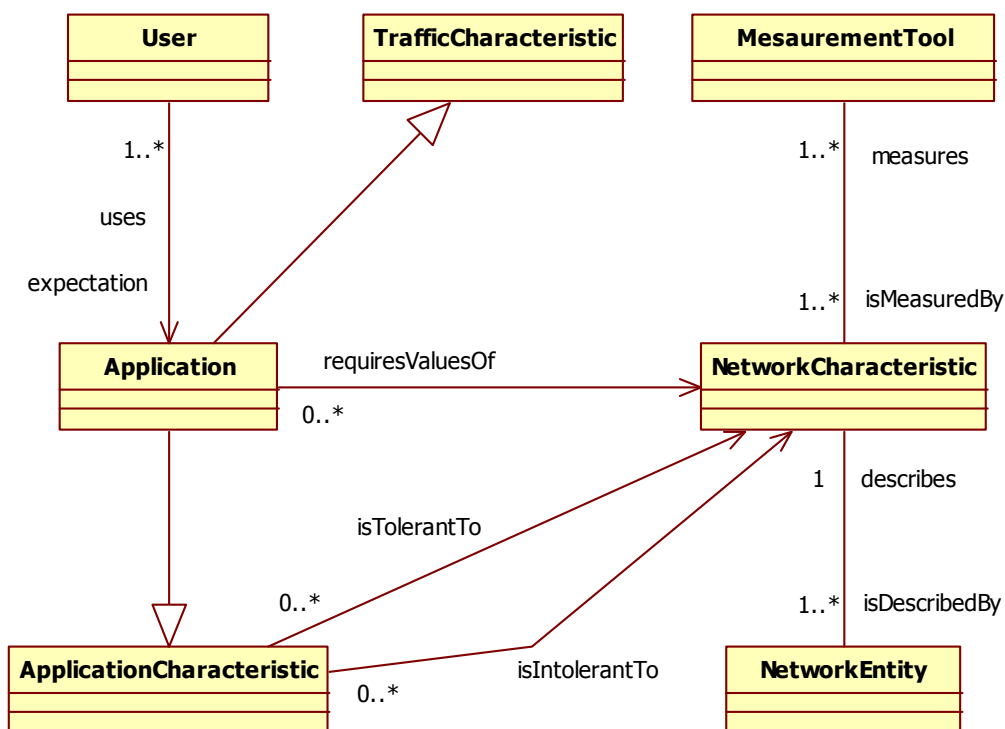 User
TrafficCharacteristic
MesaurementTool
1..*
1..*
measures
uses
expectation
1..*
isMeasuredBy
Application
requiresValuesOf
NetworkCharacteristic
0..*
1
describes
isTolerantTo
0..*
1..*
isDescribedBy
ApplicationCharacteristic
isIntolerantTo
NetworkEntity
0..*